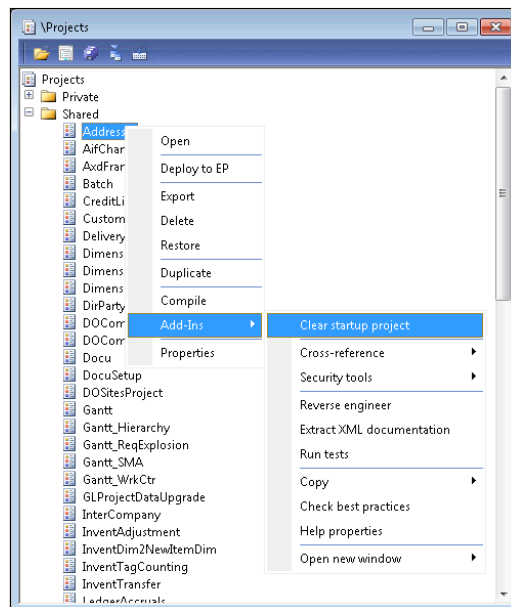 \Projects
Projects
Private
Shared
Address
AifChar
AxdFrar
Batch
CreditLi
Custom
Delivery
Dimens
Dimens
Dimens
DirParty
DOCom
DOCom
Docu
DocuSetup
DOSitesProject
Gantt
Gantt_Hierarchy
Gantt_ReqExplosion
Gantt_SMA
Gantt_WrkCtr
GLProjectDataUpgrade
InterCompany
InventAdjustment
InventDim2NewItemDim
InventTagCounting
InventTransfer
LedgerAccruals
Open
Deploy to EP
Export
Delete
Restore
Duplicate
Compile
Add-Ins
Properties
Clear startup project
Cross-reference
Security tools
Reverse engineer
Extract XML documentation
Run tests
Copy
Check best practices
Help properties
Open new window